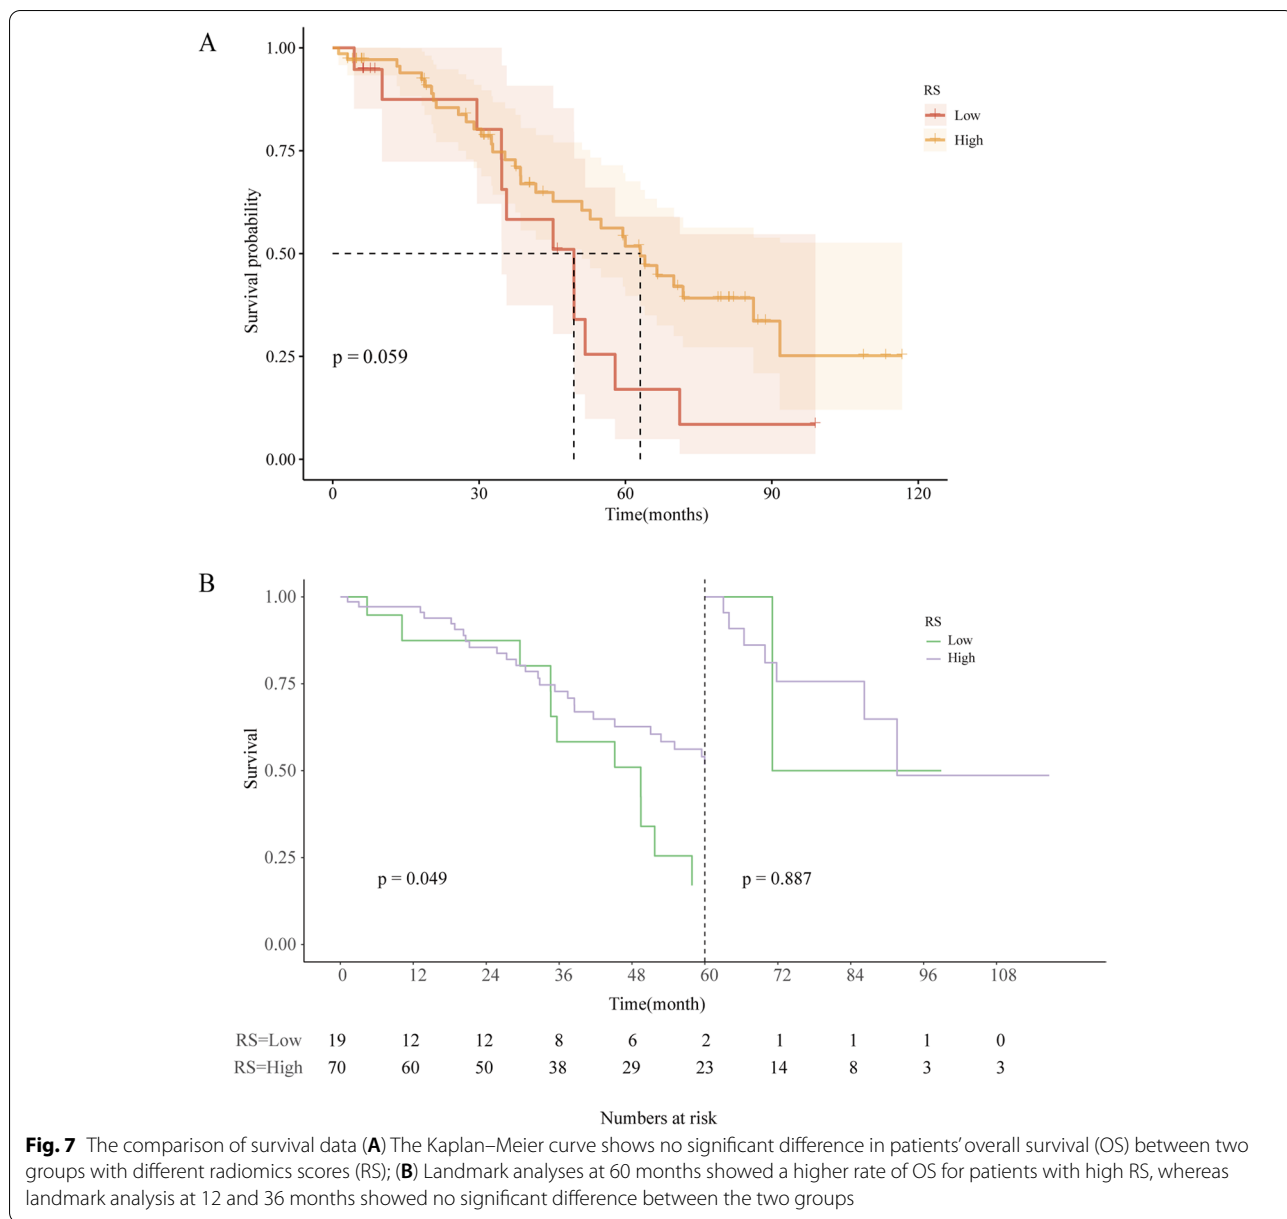 A
1.00
0.75
0.50
0.25
0.00
Survival probability
p = 0.059
RS
Low
High
0 30 60 90 120
Time(months)
B
1.00
0.75
0.50
0.25
0.00
Survival
p = 0.049
p = 0.887
RS
Low
High
0 12 24 36 48 60 72 84 96 108
Time(month)
RS=Low 19 12 12 8 6 2 1 1 1 0
RS=High 70 60 50 38 29 23 14 8 3 3
Numbers at risk
Fig. 7 The comparison of survival data (A) The Kaplan–Meier curve shows no significant difference in patients’ overall survival (OS) between two
groups with different radiomics scores (RS); (B) Landmark analyses at 60 months showed a higher rate of OS for patients with high RS, whereas
landmark analysis at 12 and 36 months showed no significant difference between the two groups